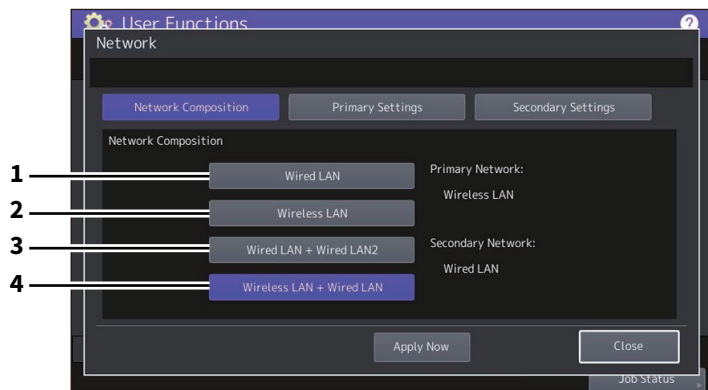 User Functions
?
Network
Network Composition Primary Settings Secondary Settings
Network Composition
1 Wired LAN
Primary Network:
Wireless LAN
2 Wireless LAN
3 Wired LAN + Wired LAN2
Secondary Network:
Wired LAN
4 Wireless LAN + Wired LAN
Apply Now Close
Job Status